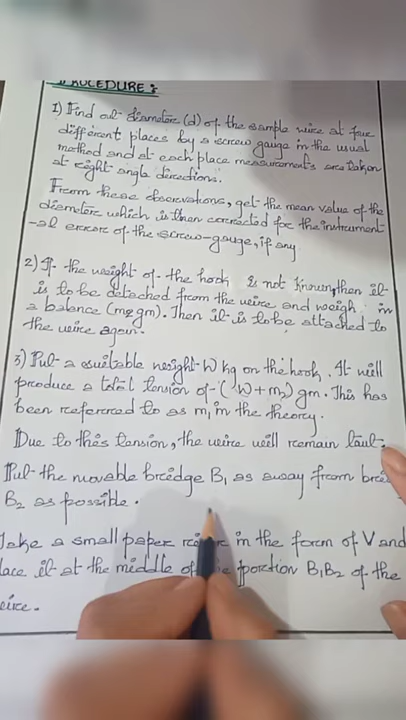 PROCEDURE :
1) Find out diameter (d) of the sample wire at four
different places by a screw gauge in the usual
method and at each place measurements are taken
at right angle directions.
From these observations, get the mean value of the
diameter which is then corrected for the instrument
-al errors of the screw-gauge, if any
2) If the weight of the hook is not known, then it
is to be detached from the wire and weigh in
a balance (m₂ gm). Then it is to be attached to
the wire again.
3) Put a suitable weight W kg on the hook. It will
produce a total tension of (W + m₂) gm. This has
been referred to as m₁ in the theory.
Due to this tension, the wire will remain taut.
Put the movable bridge B₁ as away from
B₂ as possible.
Take a small paper in the form of V and
place it at the middle of portion B₁B₂ of the
wire.